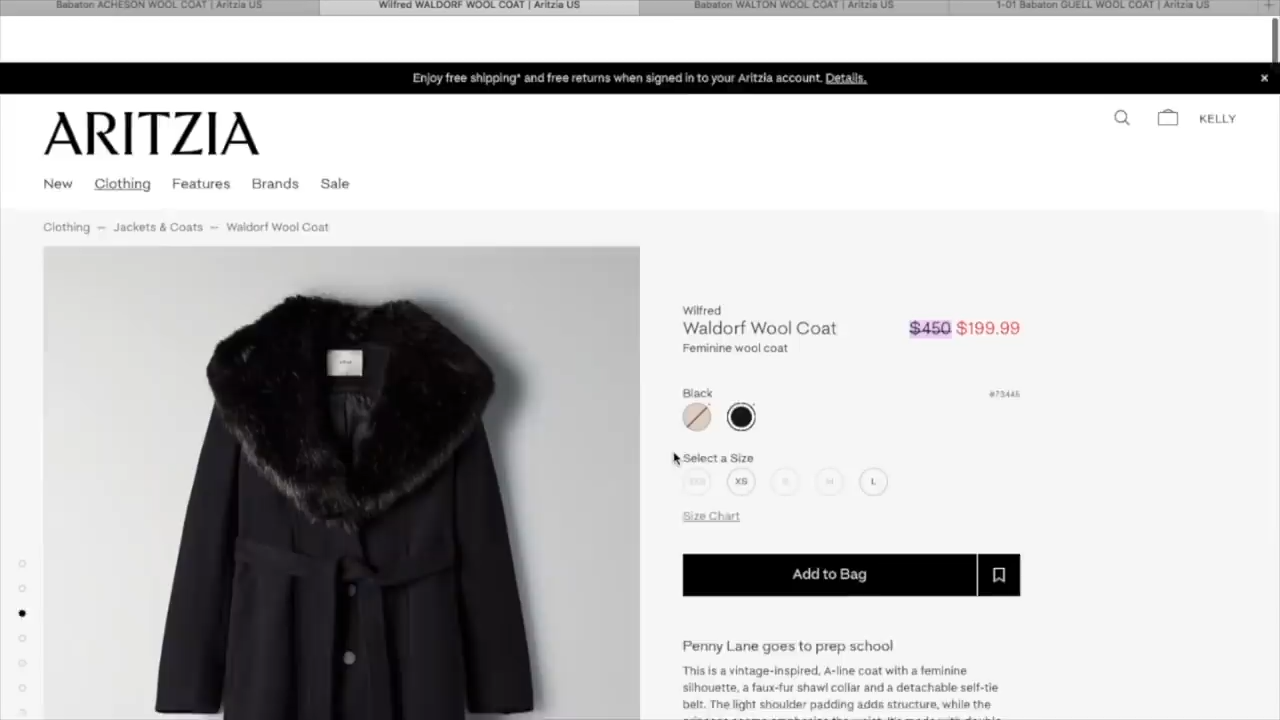 Babaton ACHESON WOOL COAT | Aritzia US
Wilfred WALDORF WOOL COAT | Aritzia US
Babaton WALTON WOOL COAT | Aritzia US
1-01 Babaton GUELL WOOL COAT | Aritzia US
Enjoy free shipping* and free returns when signed in to your Aritzia account. Details.
ARITZIA
KELLY
New Clothing Features Brands Sale
Clothing — Jackets & Coats — Waldorf Wool Coat
Wilfred
Waldorf Wool Coat $450 $199.99
Feminine wool coat
Black #73445
Select a Size
XS S M L
Size Chart
Add to Bag
Penny Lane goes to prep school
This is a vintage-inspired, A-line coat with a feminine
silhouette, a faux-fur shawl collar and a detachable self-tie
belt. The light shoulder padding adds structure, while the